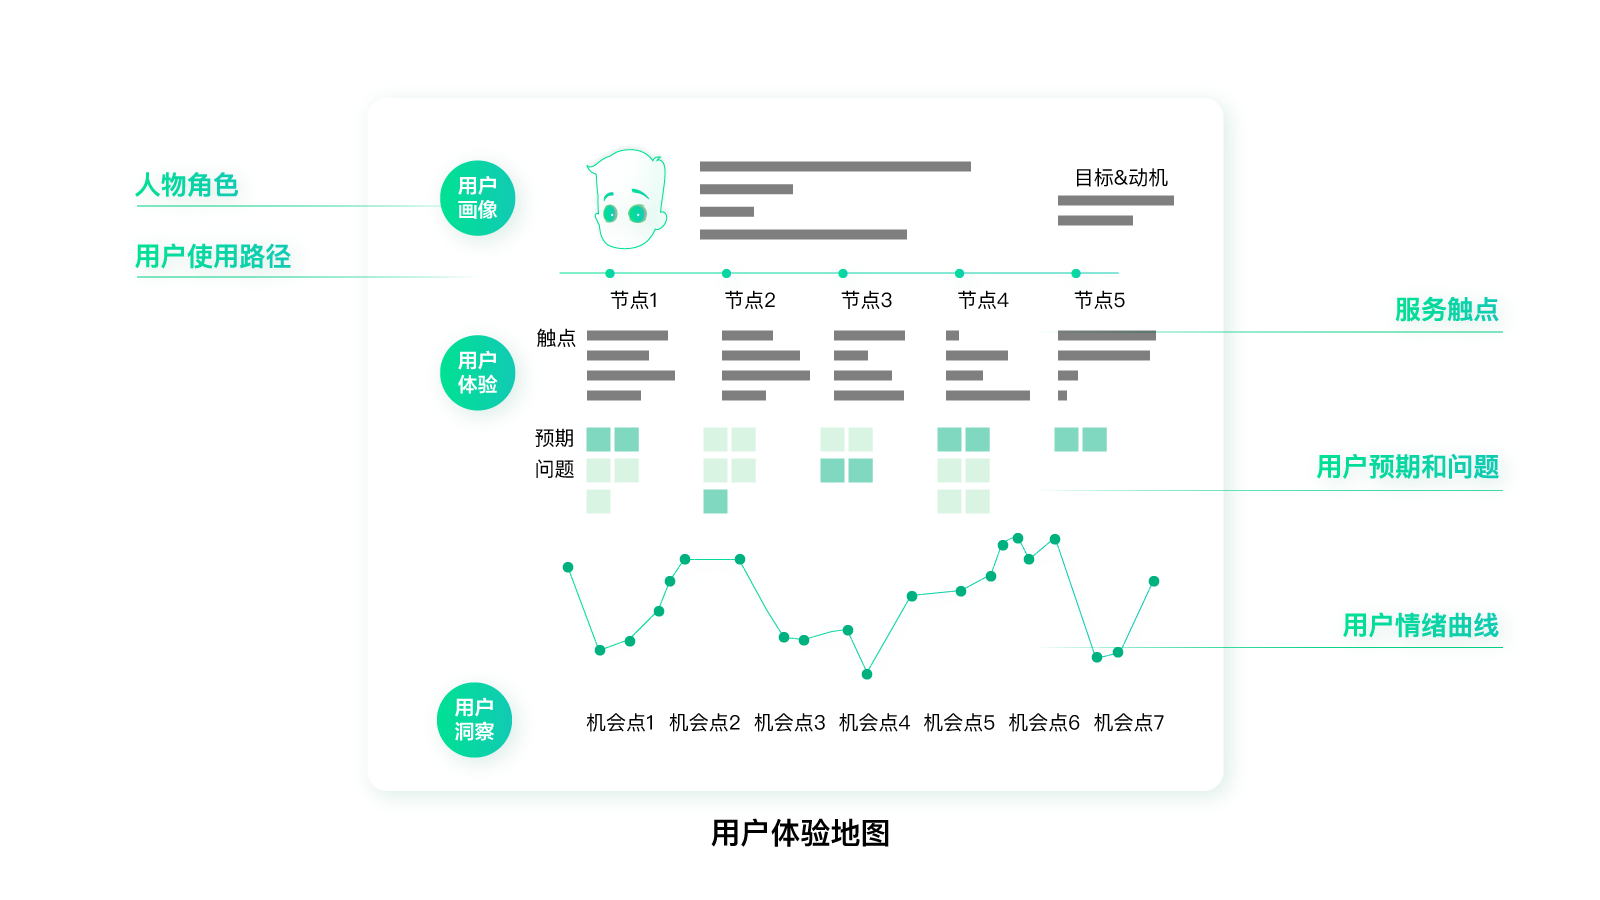 人物角色
用户使用路径
用户
画像
目标&动机
节点1
节点2
节点3
节点4
节点5
服务触点
用户
体验
触点
预期
问题
用户预期和问题
用户情绪曲线
用户
洞察
机会点1
机会点2
机会点3
机会点4
机会点5
机会点6
机会点7
用户体验地图